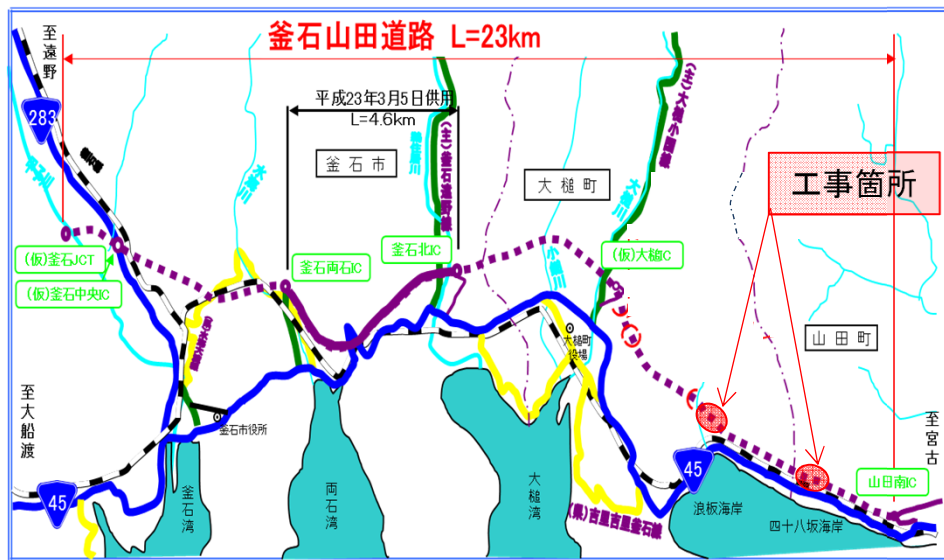 至遠野
釜石山田道路 L=23km
平成23年3月5日供用
L=4.6km
283
釜石市
(主)釜石遠野線
鵜住居川
大槌町
(主)大槌小国線
大槌川
小鎚川
工事箇所
山田町
(仮)釜石JCT
(仮)釜石中央IC
釜石両石IC
釜石北IC
(仮)大槌IC
大槌町
役場
至大船渡
釜石市役所
45
釜石湾
両石湾
大槌湾
(県)吉里吉里釜石線
45
浪板海岸
四十八坂海岸
山田南IC
至宮古